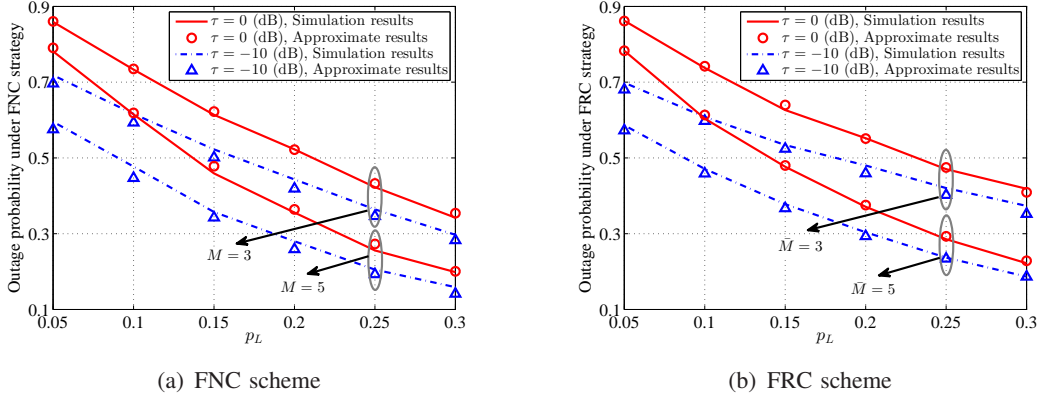 0.9
0.7
0.5
0.3
0.1
Outage probability under FNC strategy
τ = 0 (dB), Simulation results
τ = 0 (dB), Approximate results
τ = −10 (dB), Simulation results
τ = −10 (dB), Approximate results
M = 3
M = 5
0.05 0.1 0.15 0.2 0.25 0.3
p_L
(a) FNC scheme
0.9
0.7
0.5
0.3
0.1
Outage probability under FRC strategy
τ = 0 (dB), Simulation results
τ = 0 (dB), Approximate results
τ = −10 (dB), Simulation results
τ = −10 (dB), Approximate results
M̄ = 3
M̄ = 5
0.05 0.1 0.15 0.2 0.25 0.3
p_L
(b) FRC scheme